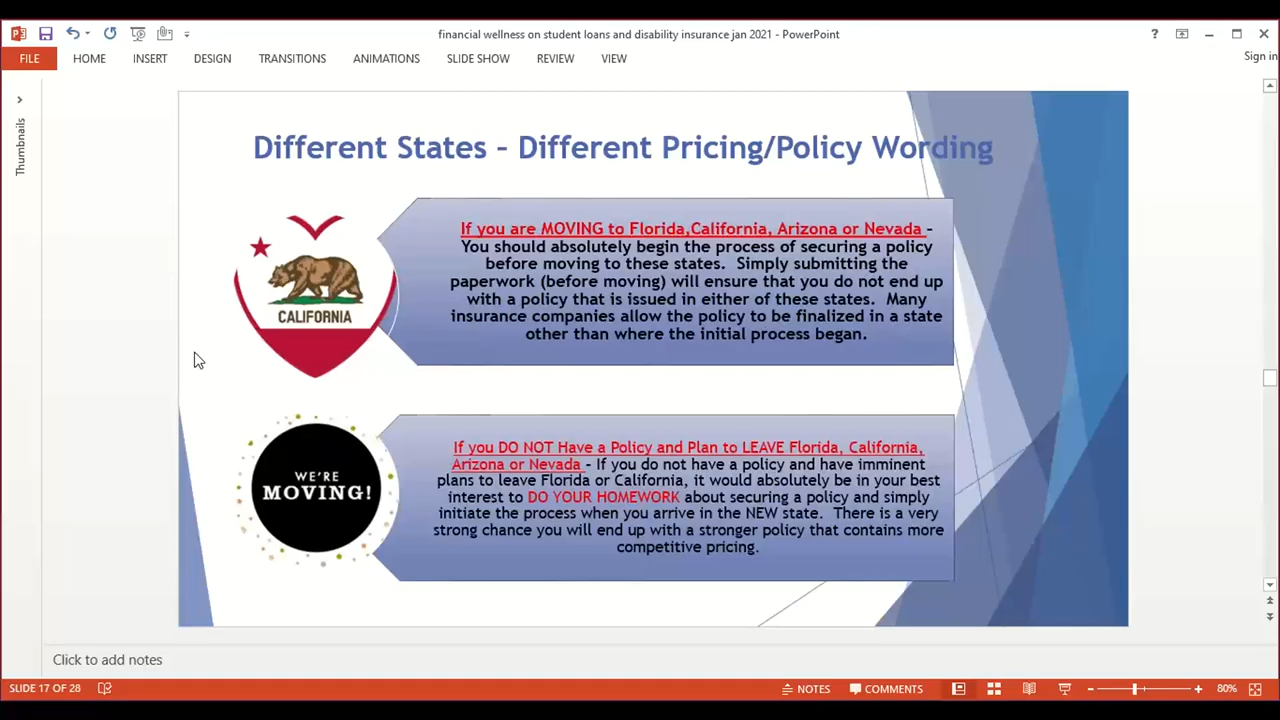 financial wellness on student loans and disability insurance jan 2021 - PowerPoint
?
Sign in
FILE HOME INSERT DESIGN TRANSITIONS ANIMATIONS SLIDE SHOW REVIEW VIEW
Thumbnails
Different States - Different Pricing/Policy Wording
CALIFORNIA
If you are MOVING to Florida,California, Arizona or Nevada -
You should absolutely begin the process of securing a policy
before moving to these states. Simply submitting the
paperwork (before moving) will ensure that you do not end up
with a policy that is issued in either of these states. Many
insurance companies allow the policy to be finalized in a state
other than where the initial process began.
WE'RE
MOVING!
If you DO NOT Have a Policy and Plan to LEAVE Florida, California,
Arizona or Nevada - If you do not have a policy and have imminent
plans to leave Florida or California, it would absolutely be in your best
interest to DO YOUR HOMEWORK about securing a policy and simply
initiate the process when you arrive in the NEW state. There is a very
strong chance you will end up with a stronger policy that contains more
competitive pricing.
Click to add notes
SLIDE 17 OF 28 NOTES COMMENTS 80%